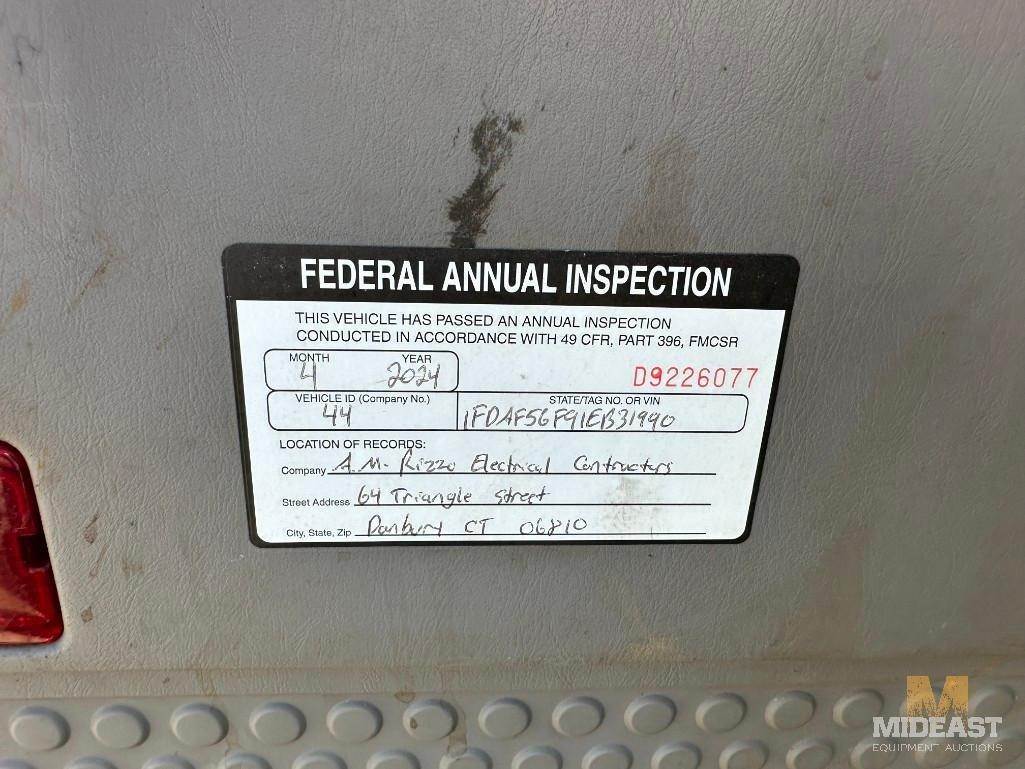 FEDERAL ANNUAL INSPECTION
THIS VEHICLE HAS PASSED AN ANNUAL INSPECTION
CONDUCTED IN ACCORDANCE WITH 49 CFR, PART 396, FMCSR
MONTH YEAR
4 2024 D9226077
VEHICLE ID (Company No.) STATE/TAG NO. OR VIN
44 1FDAF56F91EB31990
LOCATION OF RECORDS:
Company A.M. Rizzo Electrical Contractors
Street Address 64 Triangle Street
City, State, Zip Danbury CT 06810
M
MIDEAST
EQUIPMENT AUCTIONS